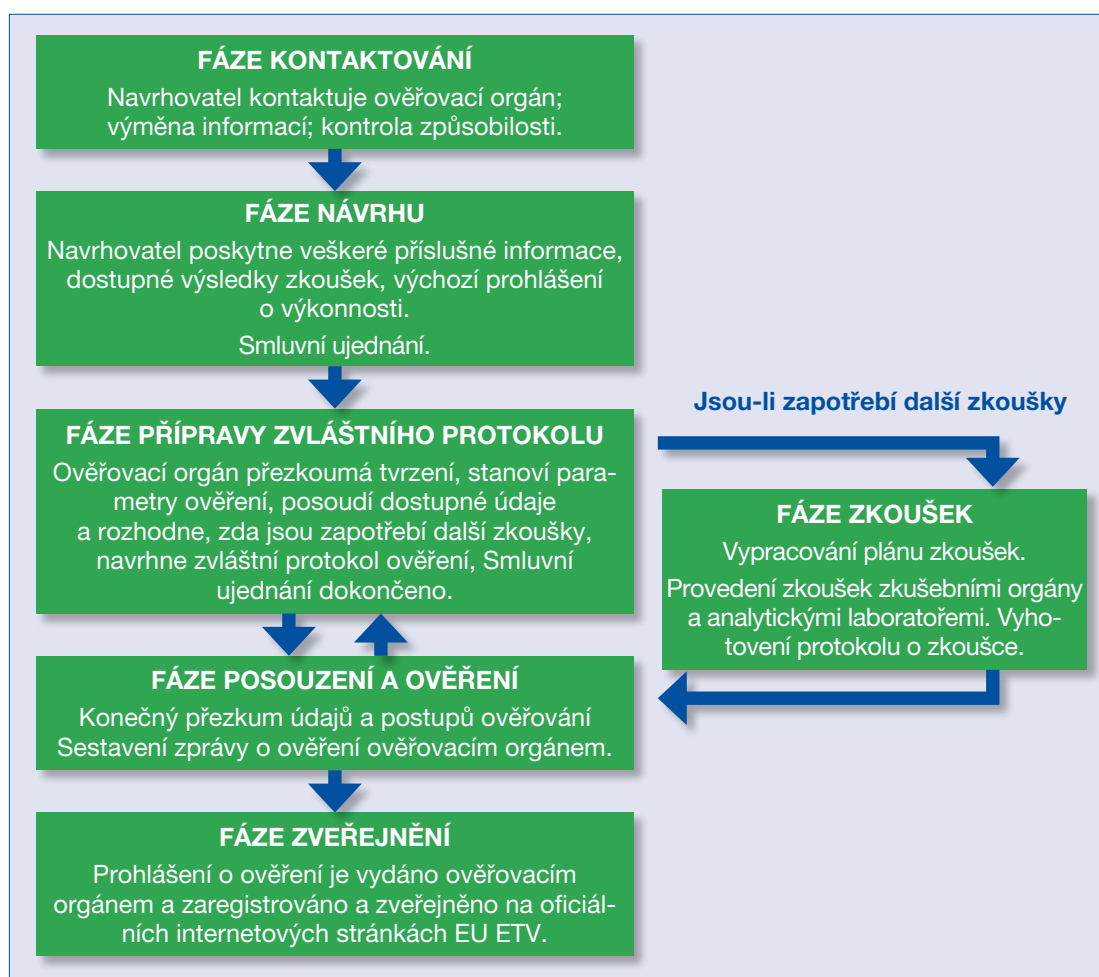 FÁZE KONTAKTOVÁNÍ
Navrhovatel kontaktuje ověřovací orgán;
výměna informací; kontrola způsobilosti.
FÁZE NÁVRHU
Navrhovatel poskytne veškeré příslušné informace,
dostupné výsledky zkoušek, výchozí prohlášení
o výkonnosti.
Smluvní ujednání.
FÁZE PŘÍPRAVY ZVLÁŠTNÍHO PROTOKOLU
Ověřovací orgán přezkoumá tvrzení, stanoví para-
metry ověření, posoudí dostupné údaje
a rozhodne, zda jsou zapotřebí další zkoušky,
navrhne zvláštní protokol ověření, Smluvní
ujednání dokončeno.
Jsou-li zapotřebí další zkoušky
FÁZE ZKOUŠEK
Vypracování plánu zkoušek.
Provedení zkoušek zkušebními orgány
a analytickými laboratořemi. Vyho-
tovení protokolu o zkoušce.
FÁZE POSOUZENÍ A OVĚŘENÍ
Konečný přezkum údajů a postupů ověřování
Sestavení zprávy o ověření ověřovacím orgánem.
FÁZE ZVEŘEJNĚNÍ
Prohlášení o ověření je vydáno ověřovacím
orgánem a zaregistrováno a zveřejněno na oficiál-
ních internetových stránkách EU ETV.